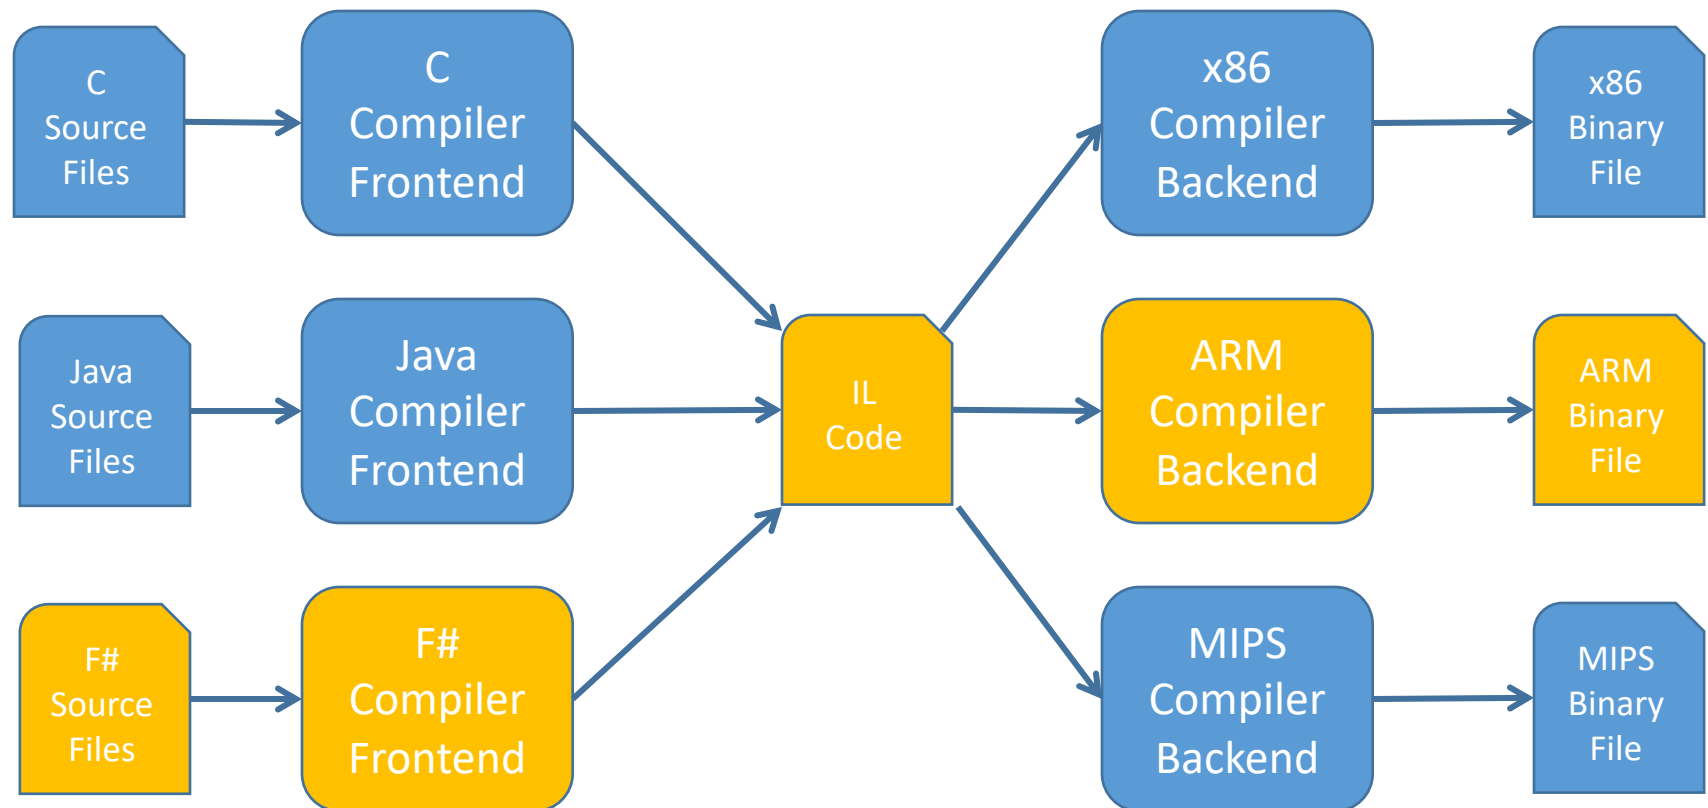 C
Source
Files
C
Compiler
Frontend
x86
Compiler
Backend
x86
Binary
File
Java
Source
Files
Java
Compiler
Frontend
IL
Code
ARM
Compiler
Backend
ARM
Binary
File
F#
Source
Files
F#
Compiler
Frontend
MIPS
Compiler
Backend
MIPS
Binary
File